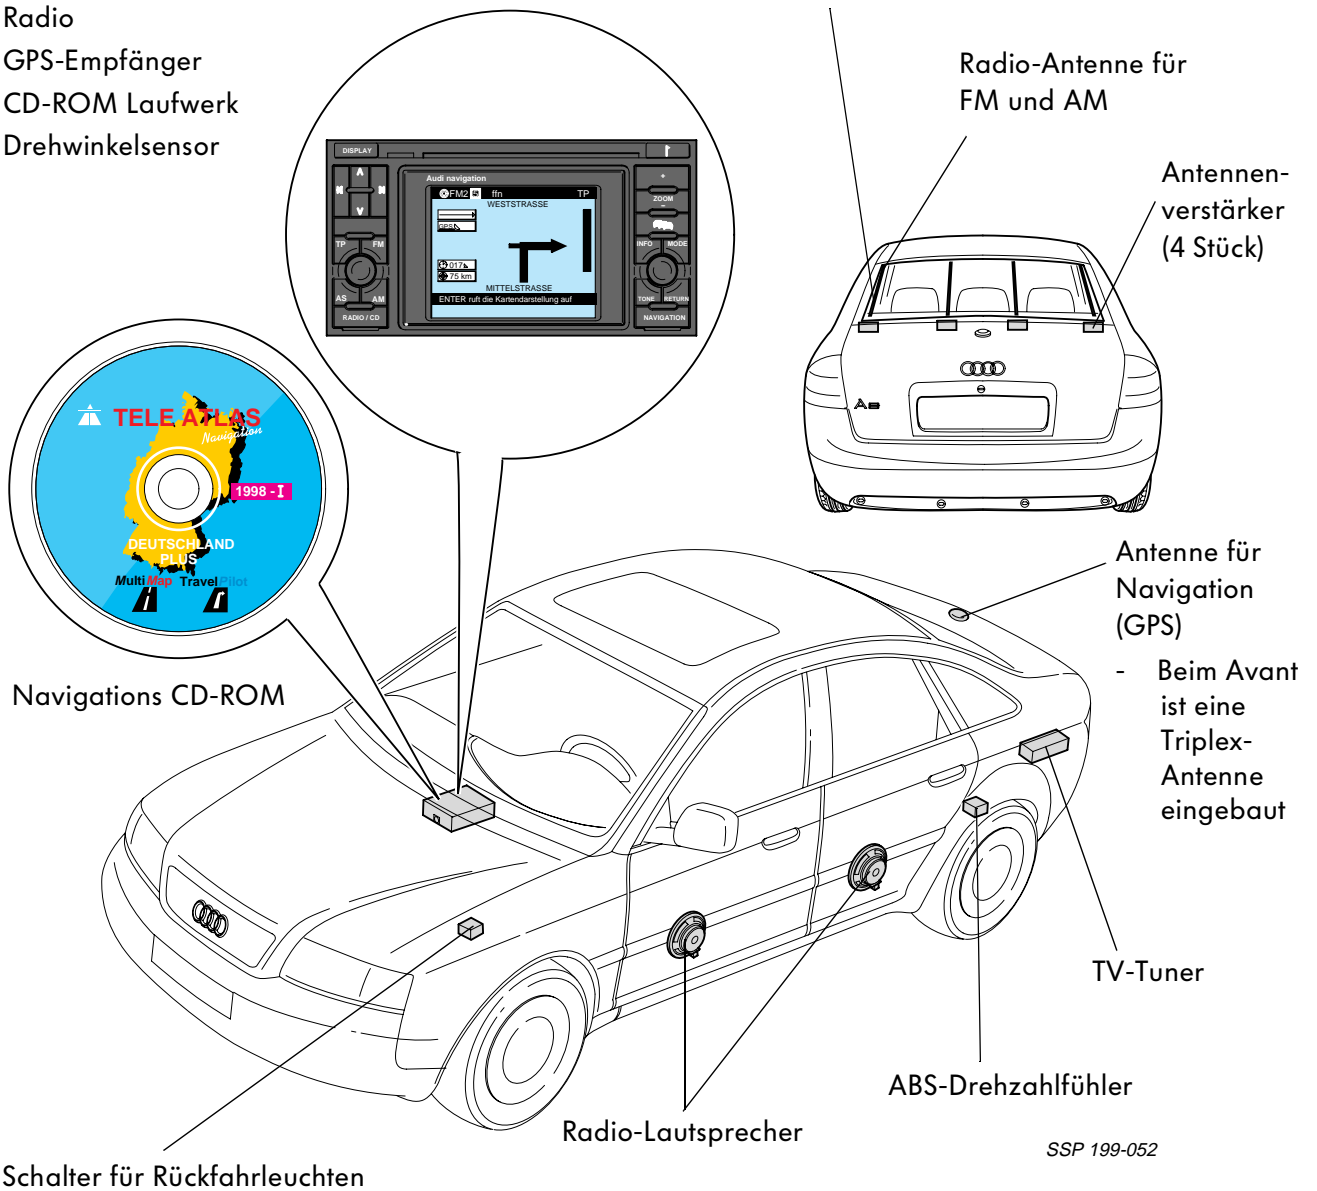 Radio
GPS-Empfänger
CD-ROM Laufwerk
Drehwinkelsensor
Radio-Antenne für
FM und AM
Antennen-
verstärker
(4 Stück)
DISPLAY
Audi navigation
FM2 ffn TP
WESTSTRASSE
GPS
017
75 km
MITTELSTRASSE
ENTER ruft die Kartendarstellung auf
TP FM
AS AM
RADIO / CD
+
ZOOM
–
INFO MODE
TONE RETURN
NAVIGATION
TELE ATLAS
Navigation
1998 - I
DEUTSCHLAND
PLUS
MultiMap TravelPilot
Navigations CD-ROM
A6
Antenne für
Navigation
(GPS)
- Beim Avant
ist eine
Triplex-
Antenne
eingebaut
TV-Tuner
ABS-Drehzahlfühler
Radio-Lautsprecher
SSP 199-052
Schalter für Rückfahrleuchten